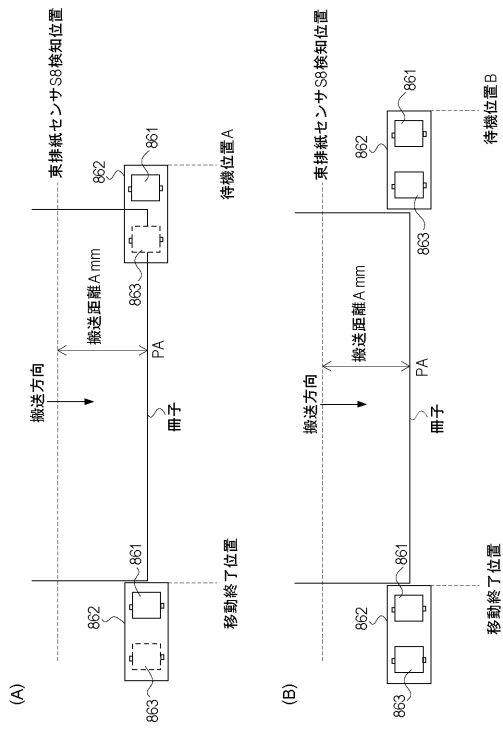 (A)
搬送方向
束排紙センサS8検知位置
搬送距離A mm
862
861
863
862
861
863
PA
冊子
移動終了位置
待機位置A
(B)
搬送方向
束排紙センサS8検知位置
搬送距離A mm
862
861
863
862
861
863
PA
冊子
移動終了位置
待機位置B